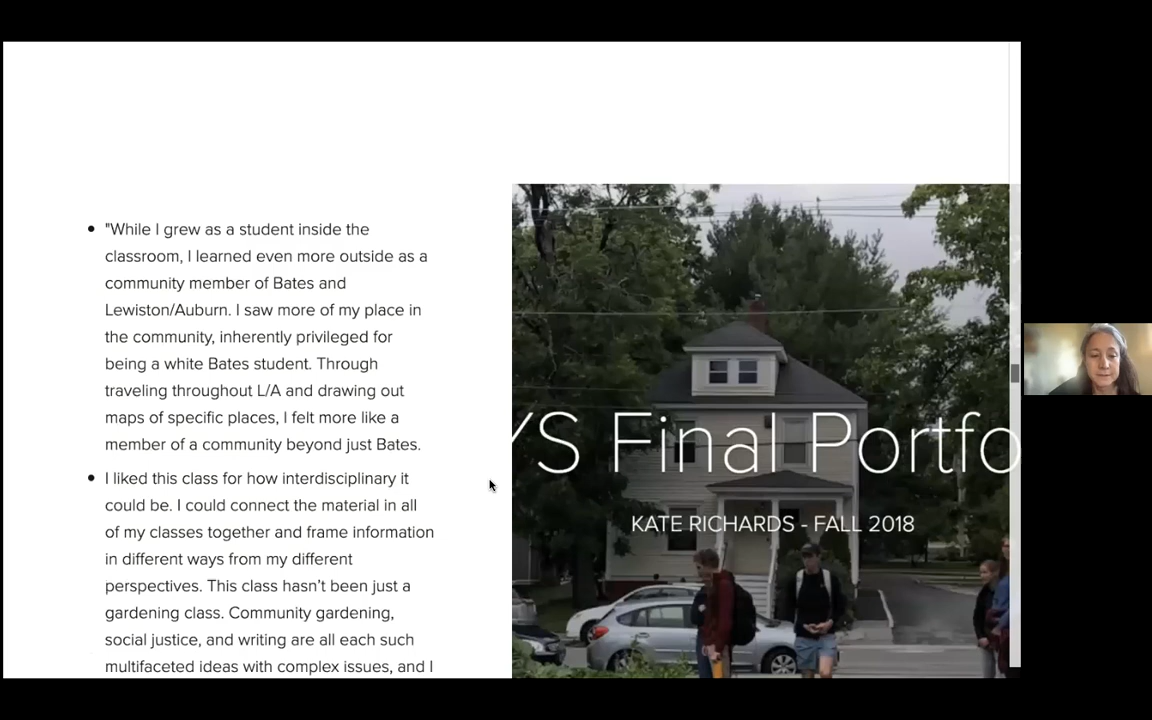 "While I grew as a student inside the
classroom, I learned even more outside as a
community member of Bates and
Lewiston/Auburn. I saw more of my place in
the community, inherently privileged for
being a white Bates student. Through
traveling throughout L/A and drawing out
maps of specific places, I felt more like a
member of a community beyond just Bates.
I liked this class for how interdisciplinary it
could be. I could connect the material in all
of my classes together and frame information
in different ways from my different
perspectives. This class hasn’t been just a
gardening class. Community gardening,
social justice, and writing are all each such
multifaceted ideas with complex issues, and I
YS Final Portfo
KATE RICHARDS - FALL 2018